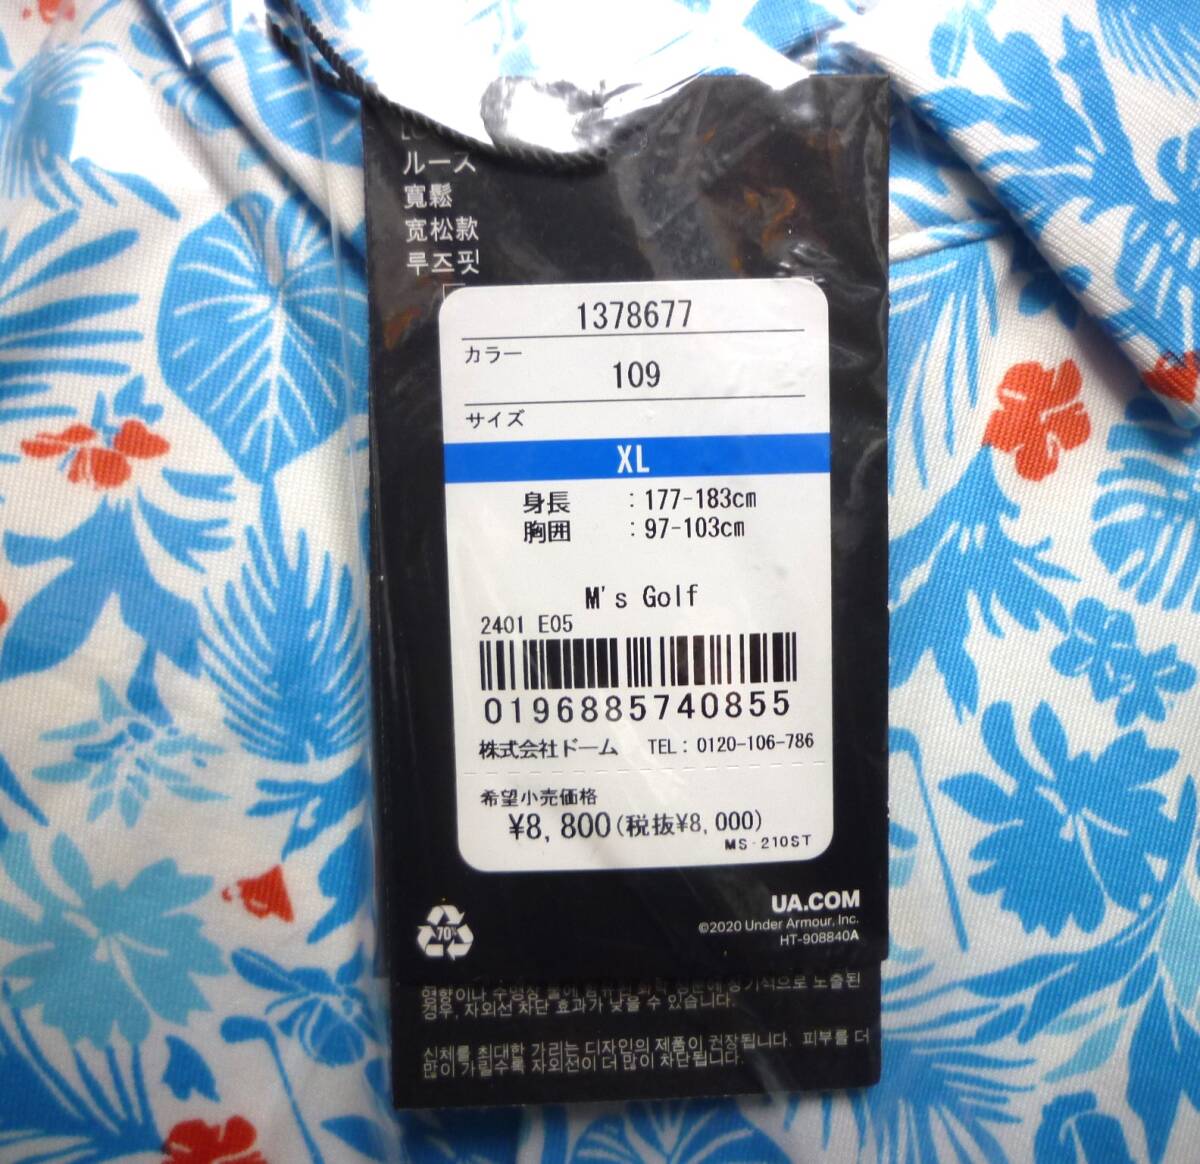 ルース
寬鬆
宽松款
루즈핏
1378677
カラー
109
サイズ
XL
身長 : 177-183cm
胸囲 : 97-103cm
M's Golf
2401 E05
0196885740855
株式会社ドーム TEL: 0120-106-786
希望小売価格
¥8,800(税抜¥8,000)
MS-210ST
70%
UA.COM
©2020 Under Armour, Inc.
HT-908840A
경우, 자외선 차단 효과가 낮을 수 있습니다.
신체를 최대한 가리는 디자인의 제품이 권장됩니다. 피부를 더
많이 가릴수록 자외선이 더 많이 차단됩니다.